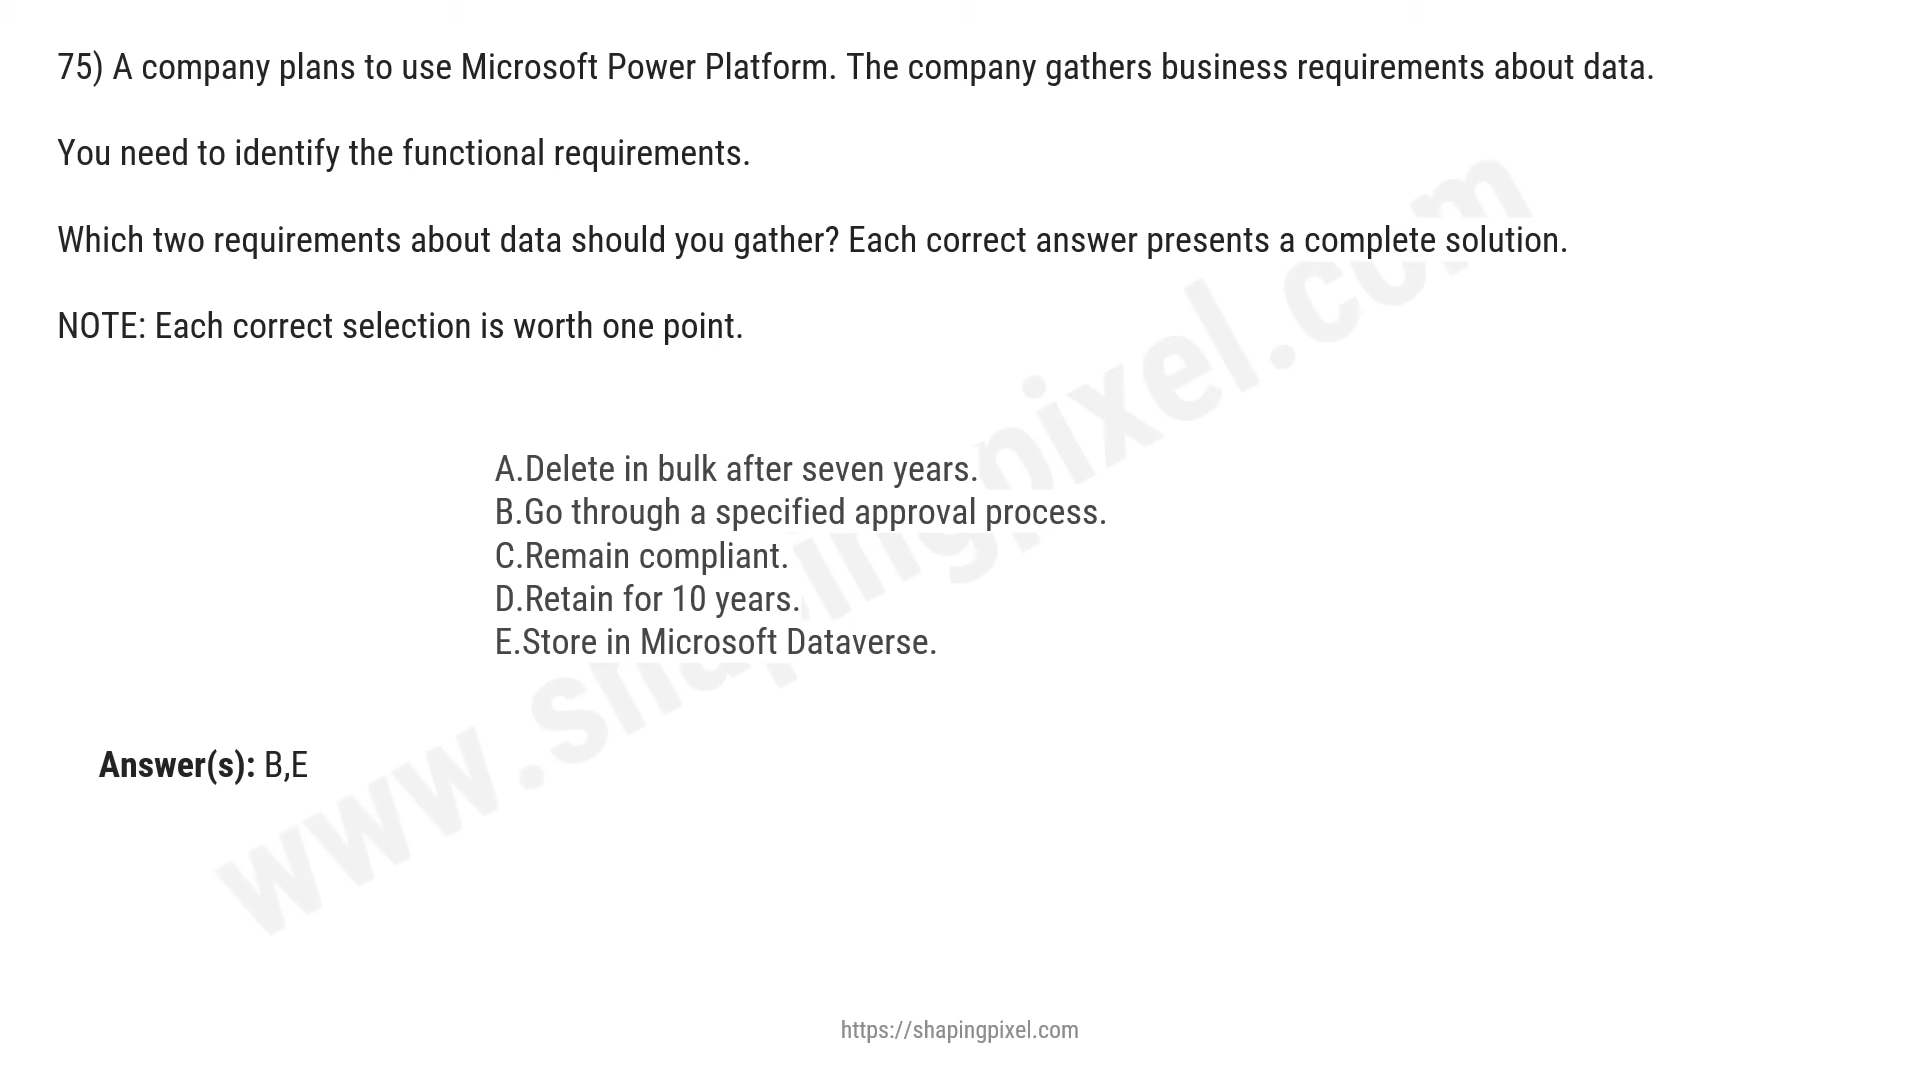 75) A company plans to use Microsoft Power Platform. The company gathers business requirements about data.
You need to identify the functional requirements.
Which two requirements about data should you gather? Each correct answer presents a complete solution.
NOTE: Each correct selection is worth one point.
A.Delete in bulk after seven years.
B.Go through a specified approval process.
C.Remain compliant.
D.Retain for 10 years.
E.Store in Microsoft Dataverse.
Answer(s): B,E
www.shapingpixel.com
https://shapingpixel.com